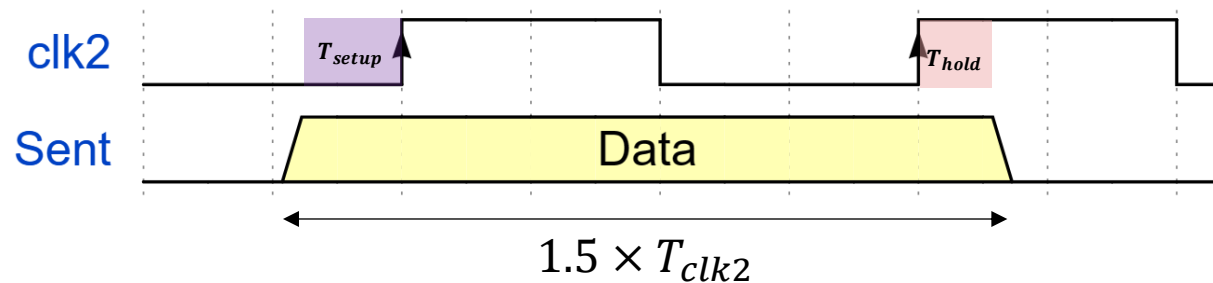 clk2
T_setup
T_hold
Sent
Data
1.5 × T_clk2